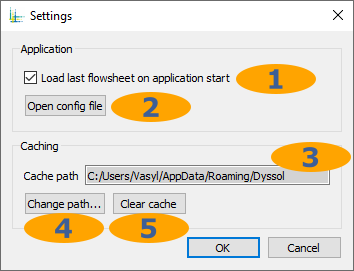 Settings
Application
Load last flowsheet on application start 1
Open config file 2
Caching
3
Cache path C:/Users/Vasyl/AppData/Roaming/Dyssol
Change path... Clear cache
4 5
OK Cancel